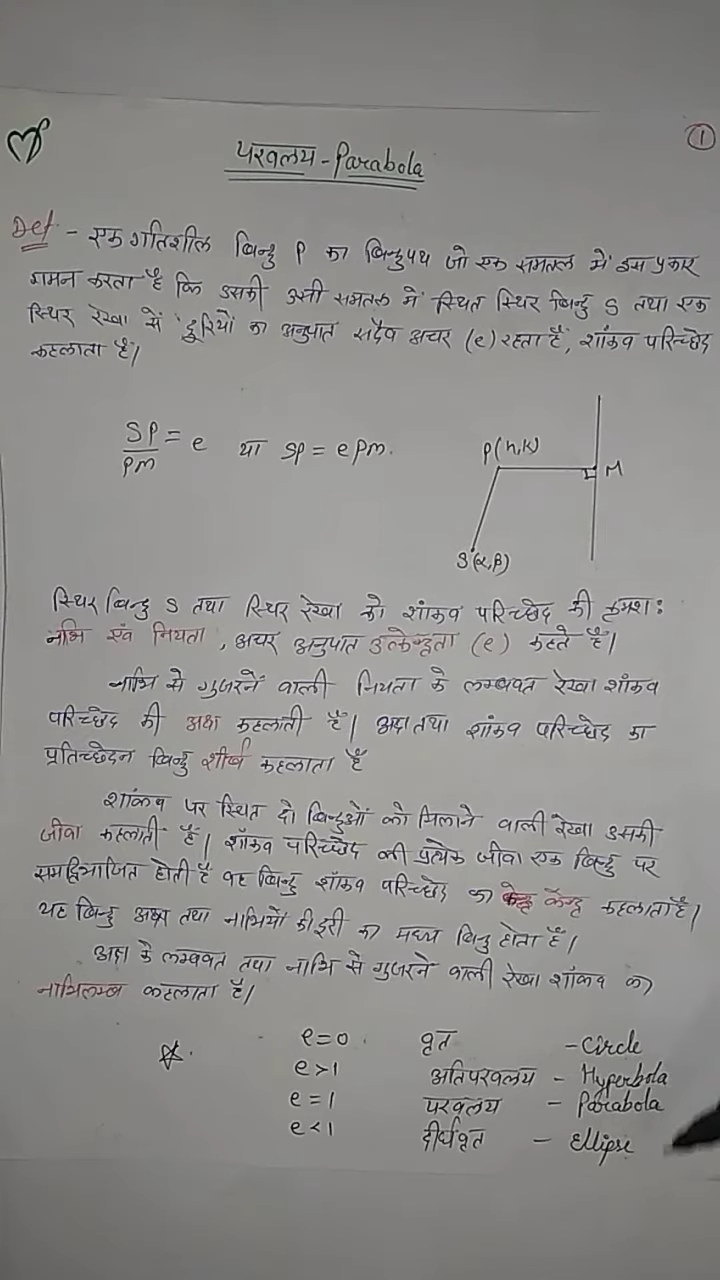 ①
परवलय - Parabola
Def. - एक गतिशील बिन्दु P का बिन्दुपथ जो एक समतल में इस प्रकार
गमन करता है कि उसकी उसी समतल में स्थित स्थिर बिन्दु S तथा एक
स्थिर रेखा से दूरियों का अनुपात सदैव अचर (e) रहता है, शांकव परिच्छेद
कहलाता है।
SP/PM = e या SP = e PM.
P(h,k)
M
S(α,β)
स्थिर बिन्दु S तथा स्थिर रेखा को शांकव परिच्छेद की क्रमश:
नाभि एवं नियता, अचर अनुपात उत्केन्द्रता (e) कहते हैं।
नाभि से गुजरनें वाली नियता के लम्बवत रेखा शांकव
परिच्छेद की अक्ष कहलाती है। अक्ष तथा शांकव परिच्छेद का
प्रतिच्छेदन बिन्दु शीर्ष कहलाता है
शांकव पर स्थित दो बिन्दुओं को मिलाने वाली रेखा उसकी
जीवा कहलाती है। शांकव परिच्छेद की प्रत्येक जीवा एक बिन्दु पर
समद्विभाजित होती है वह बिन्दु शांकव परिच्छेद का केन्द्र कहलाता है।
यह बिन्दु अक्ष तथा नाभियों की दूरी का मध्य बिन्दु होता है।
अक्ष के लम्बवत तथा नाभि से गुजरने वाली रेखा शांकव का
नाभिलम्ब कहलाता है।
e=0 वृत - Circle
e>1 अतिपरवलय - Hyperbola
e=1 परवलय - Parabola
e<1 दीर्घवृत - Ellipse